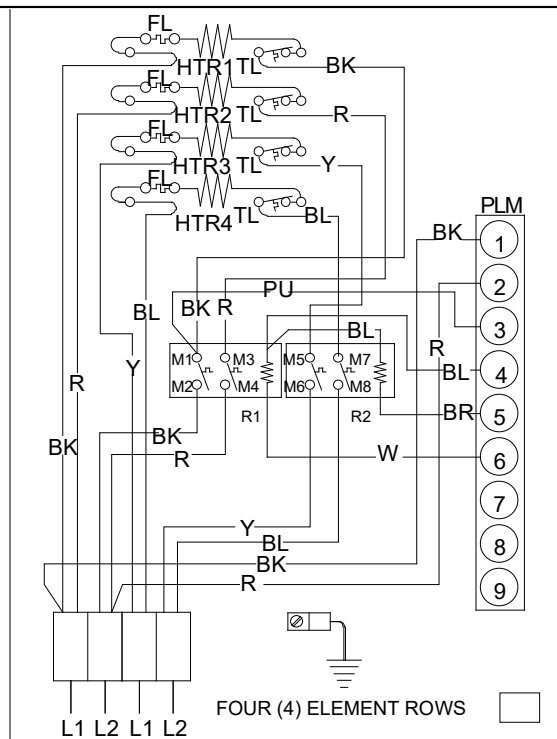 FL
HTR1 TL BK
FL
HTR2 TL R
FL
HTR3 TL Y
FL
HTR4 TL BL
PLM
BK 1
2
PU
BK R
BL
3
R
BL
Y
M1 M3 M5 M7
BL 4
M2 M4 M6 M8
R
R1 R2
BR 5
BK
BK
R
W 6
7
Y
BL
8
BK
R
9
L1 L2 L1 L2
FOUR (4) ELEMENT ROWS